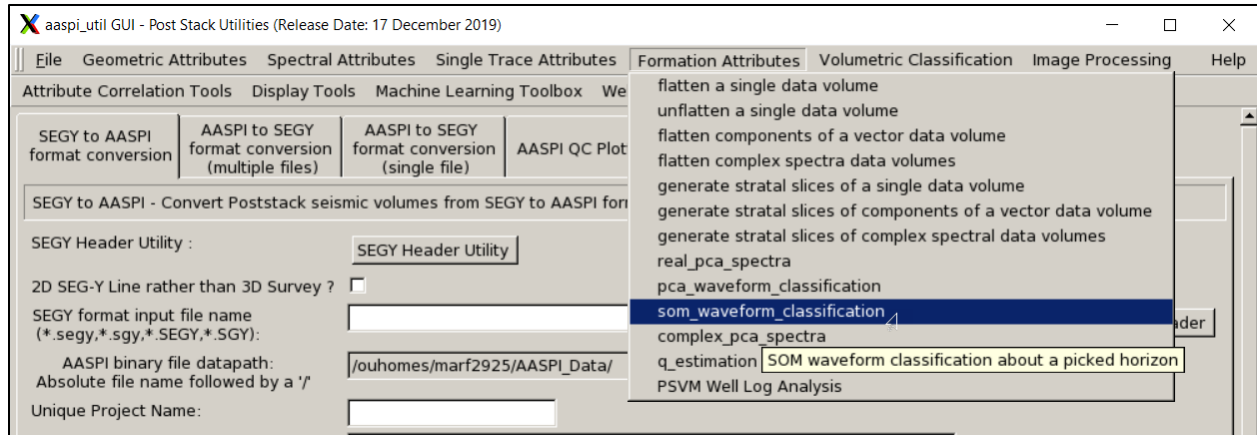 aaspi_util GUI - Post Stack Utilities (Release Date: 17 December 2019)
File Geometric Attributes Spectral Attributes Single Trace Attributes Formation Attributes Volumetric Classification Image Processing Help
Attribute Correlation Tools Display Tools Machine Learning Toolbox We
flatten a single data volume
unflatten a single data volume
flatten components of a vector data volume
flatten complex spectra data volumes
generate stratal slices of a single data volume
generate stratal slices of components of a vector data volume
generate stratal slices of complex spectral data volumes
real_pca_spectra
pca_waveform_classification
som_waveform_classification
complex_pca_spectra
q_estimation
SOM waveform classification about a picked horizon
PSVM Well Log Analysis
SEGY to AASPI
format conversion
AASPI to SEGY
format conversion
(multiple files)
AASPI to SEGY
format conversion
(single file)
AASPI QC Plot
SEGY to AASPI - Convert Poststack seismic volumes from SEGY to AASPI for
SEGY Header Utility :
SEGY Header Utility
2D SEG-Y Line rather than 3D Survey ?
SEGY format input
file name
(*.segy,*.sgy,*.SEGY,*.SGY):
ader
AASPI binary file datapath:
Absolute file name followed by a '/'
/ouhomes/marf2925/AASPI_Data/
Unique Project Name: